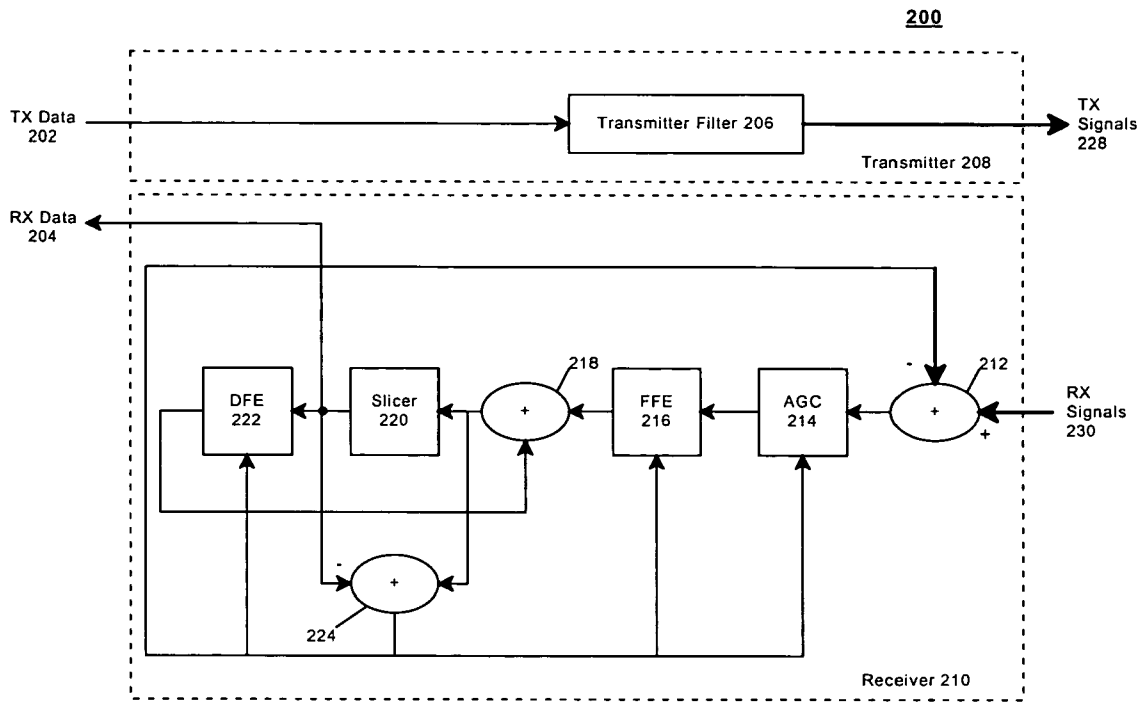 200
TX Data
202
Transmitter Filter 206
TX
Signals
228
Transmitter 208
RX Data
204
218
212
-
DFE
222
Slicer
220
+
FFE
216
AGC
214
+
+
RX
Signals
230
-
+
224
Receiver 210